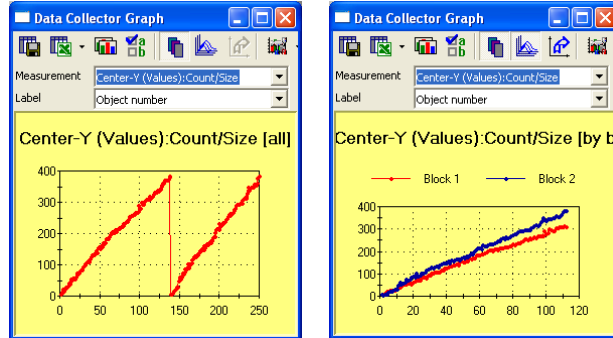 Data Collector Graph
Measurement Center-Y (Values):Count/Size
Label Object number
Center-Y (Values):Count/Size [all]
400
300
200
100
0
0 50 100 150 200 250
Data Collector Graph
Measurement Center-Y (Values):Count/Size
Label Object number
Center-Y (Values):Count/Size [by b
Block 1 Block 2
400
300
200
100
0
0 20 40 60 80 100 120